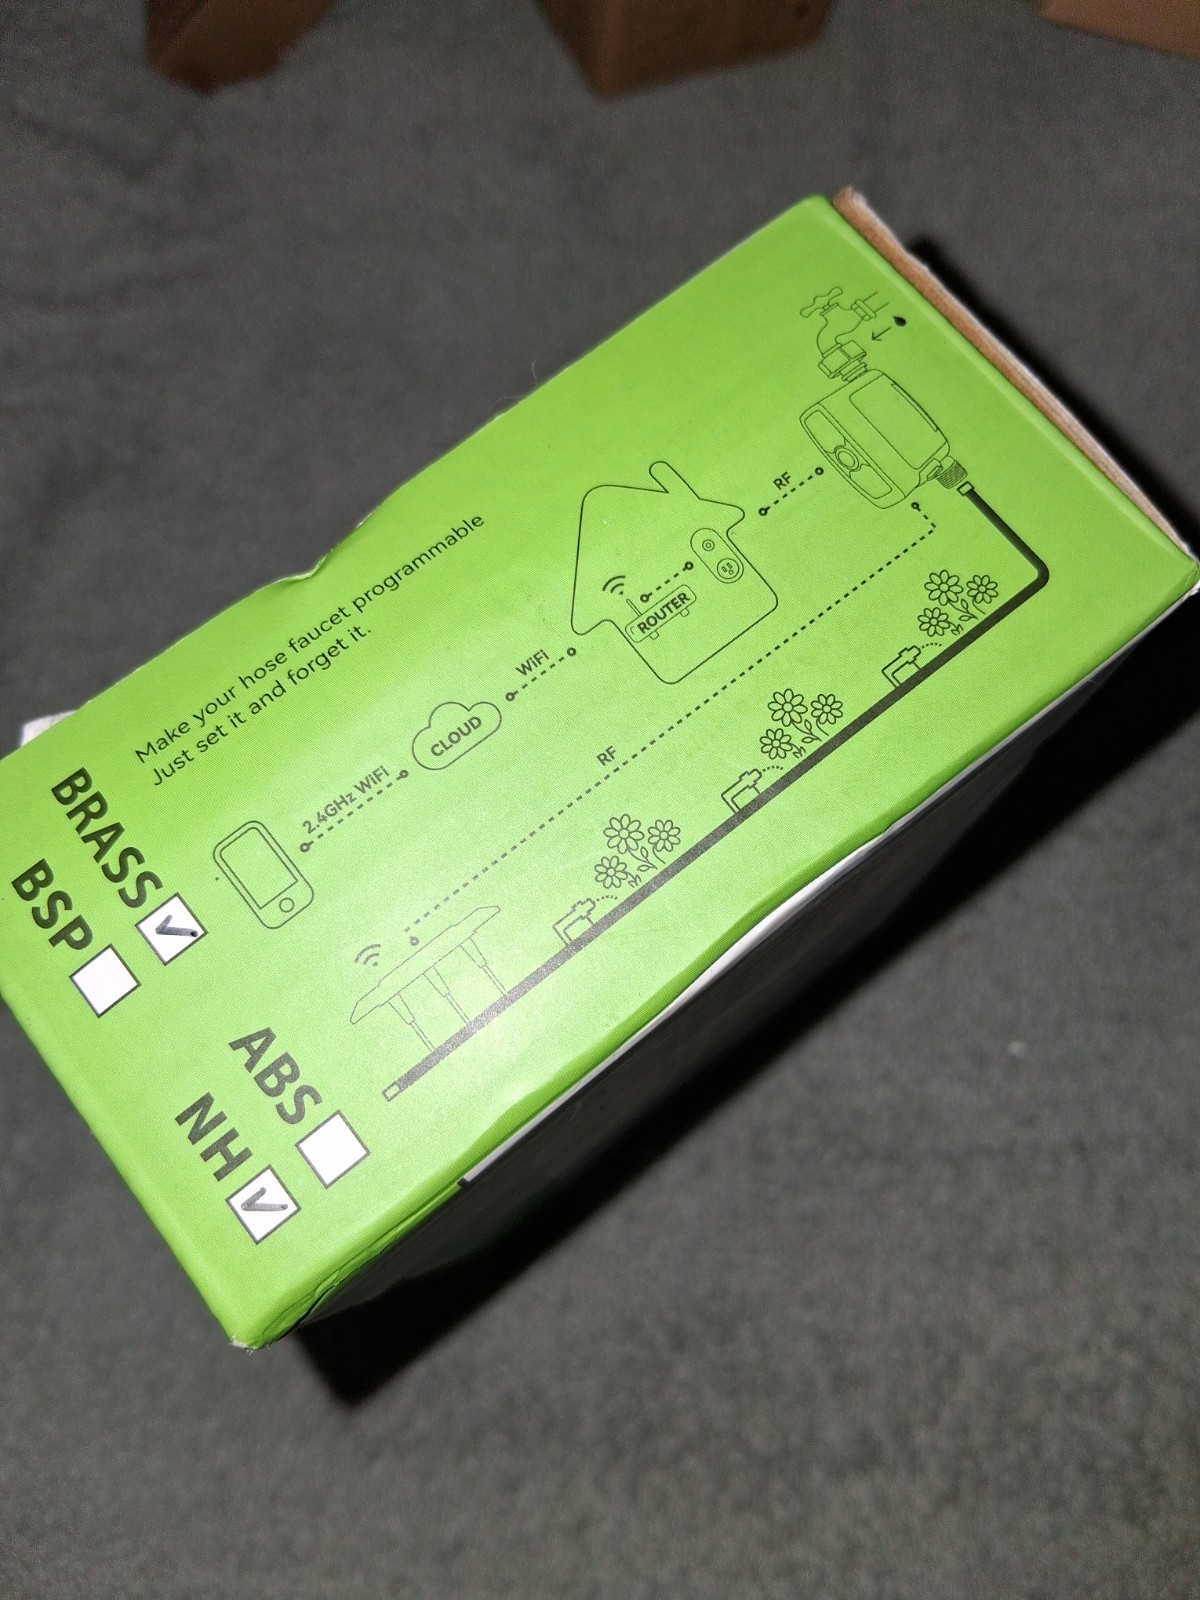 Make your hose faucet programmable
Just set it and forget it.
RF
ROUTER
WiFi
CLOUD
2.4GHz WiFi
RF
BRASS
ABS
BSP
NH